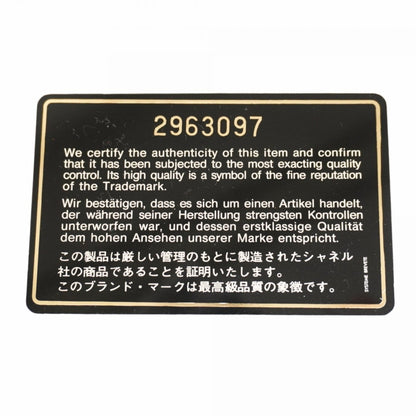 2963097
We certify the authenticity of this item and confirm
that it has been subjected to the most exacting quality
control. Its high quality is a symbol of the fine reputation
of the Trademark.
Wir bestätigen, dass es sich um einen Artikel handelt,
der während seiner Herstellung strengsten Kontrollen
unterworfen war, und dessen erstklassige Qualität
dem hohen Ansehen unserer Marke entspricht.
この製品は厳しい管理のもとに製造されたシャネル
社の商品であることを証明いたします。
このブランド・マークは最高級品質の象徴です。
SYSTEME BREVETE